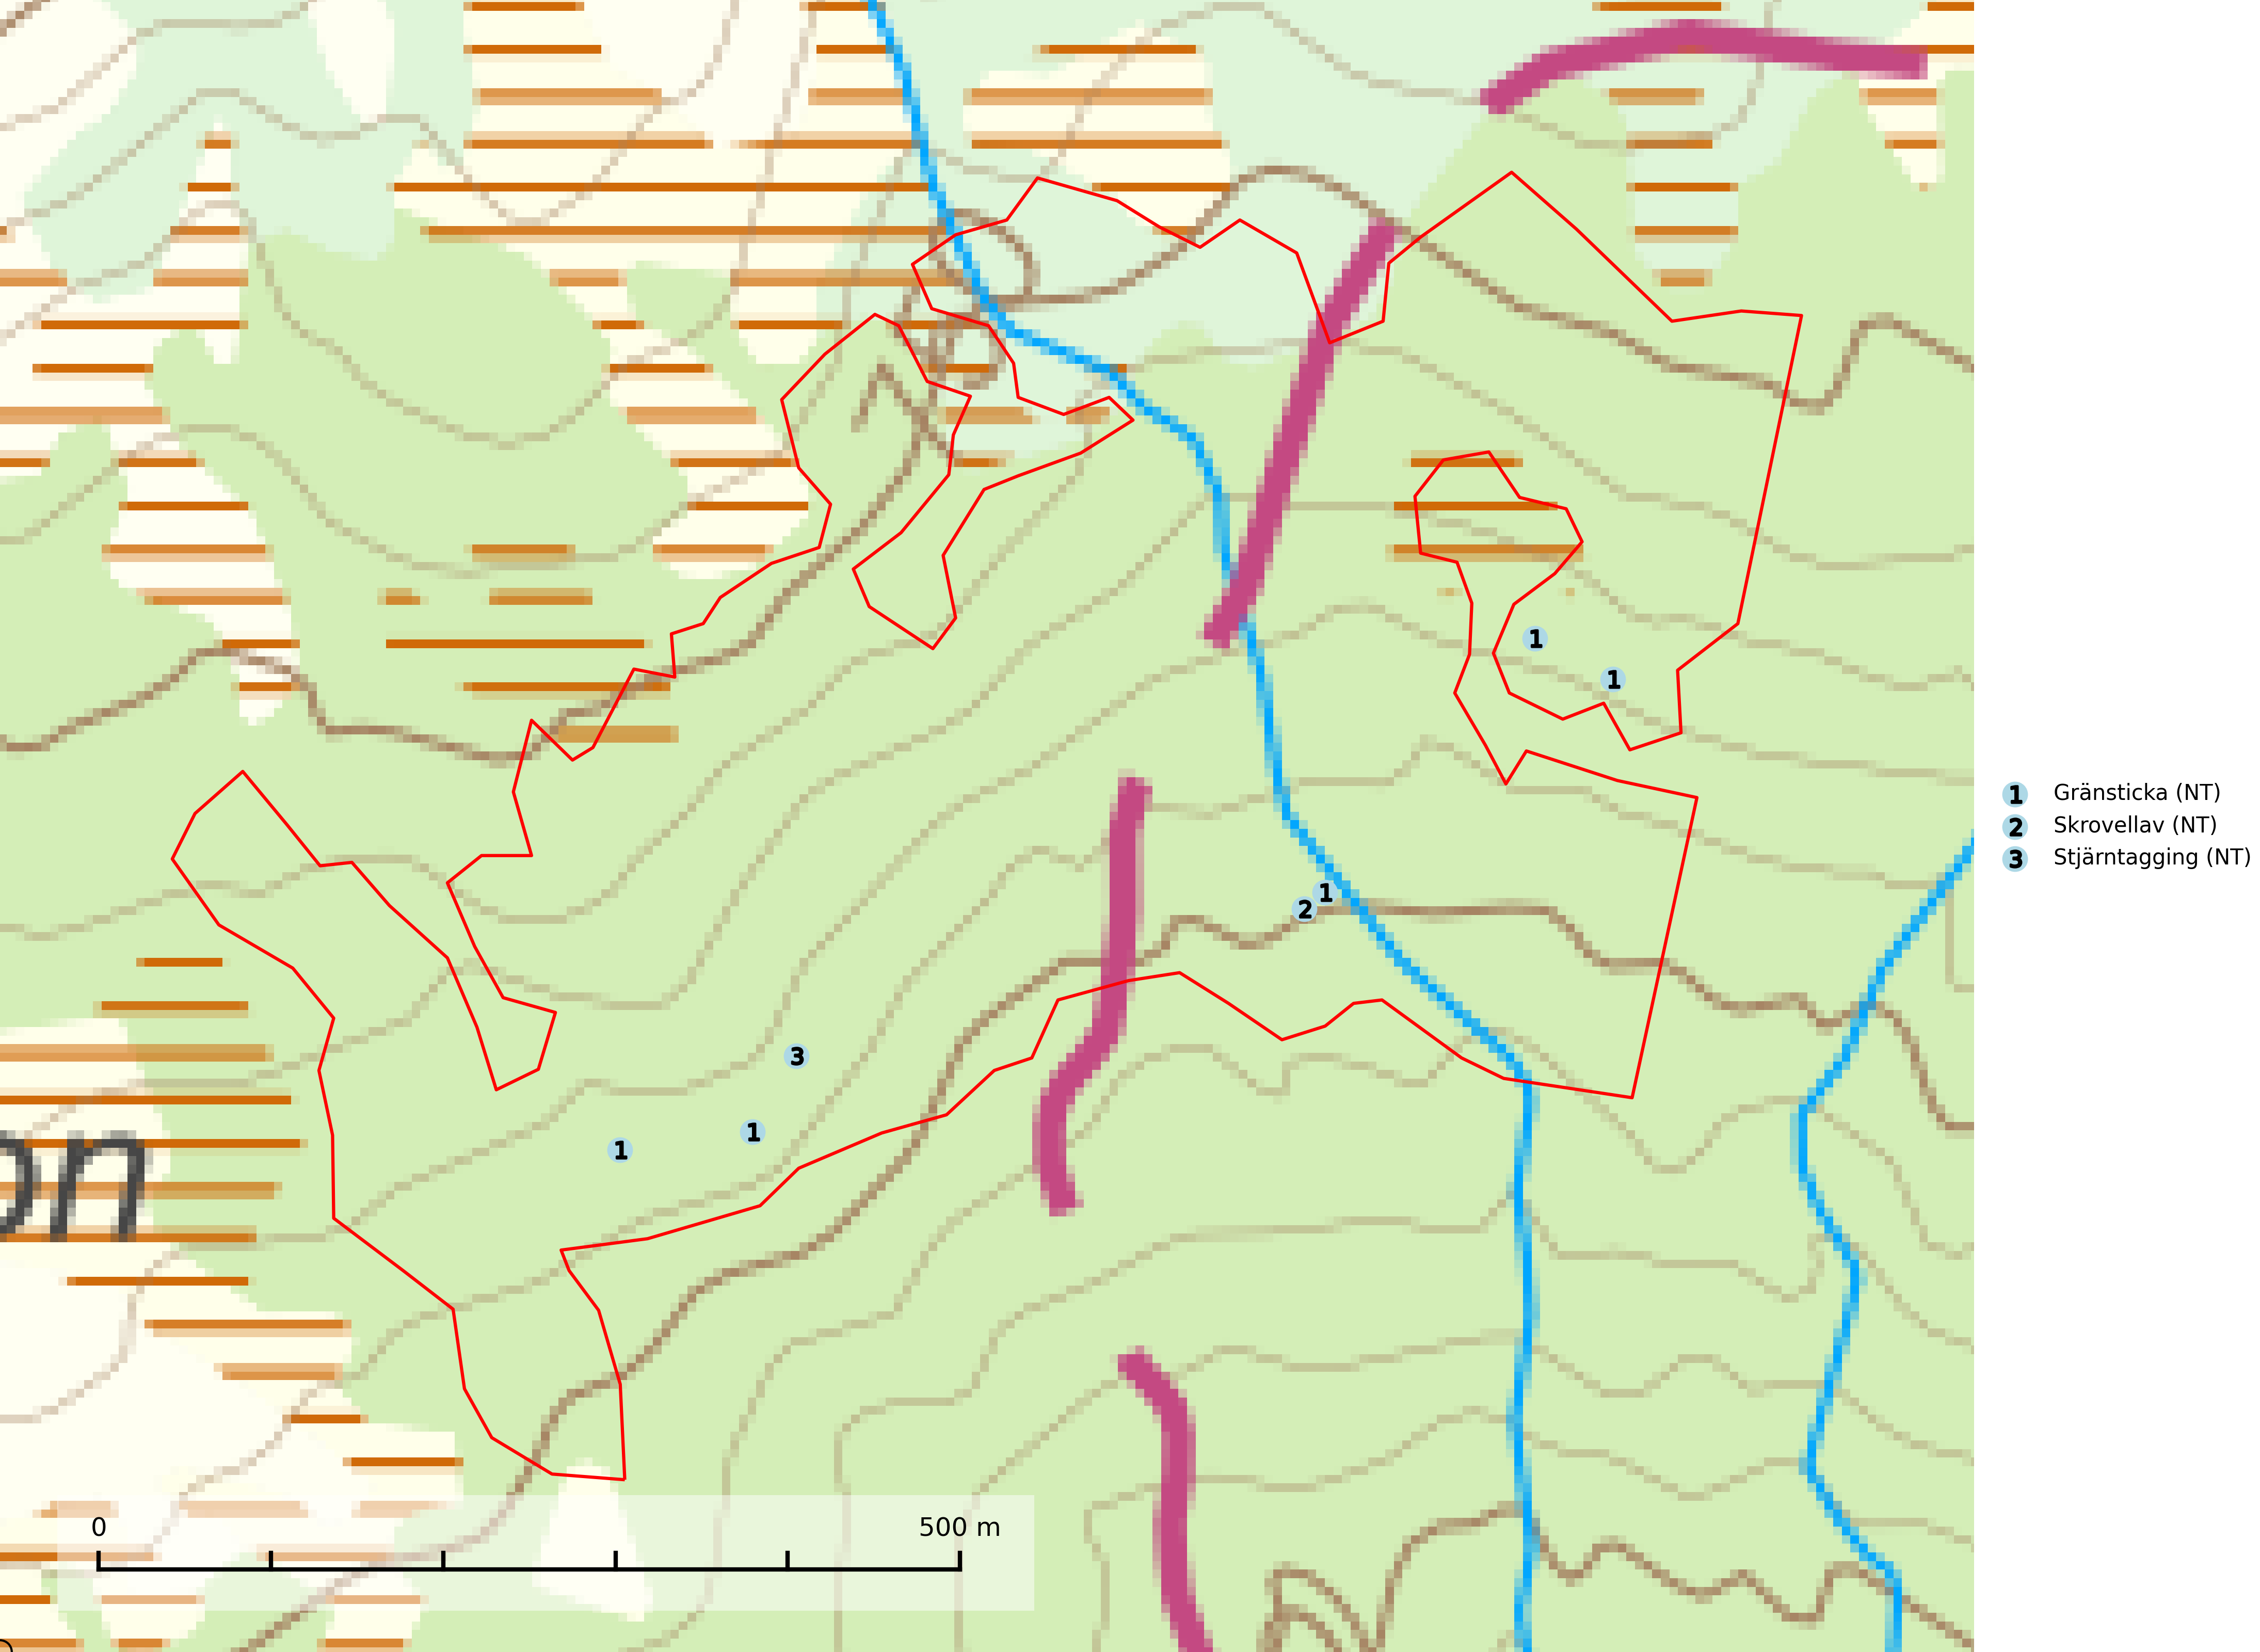 1
1
1
2
3
1
1
1 Gränsticka (NT)
2 Skrovellav (NT)
3 Stjärntagging (NT)
on
0 500 m